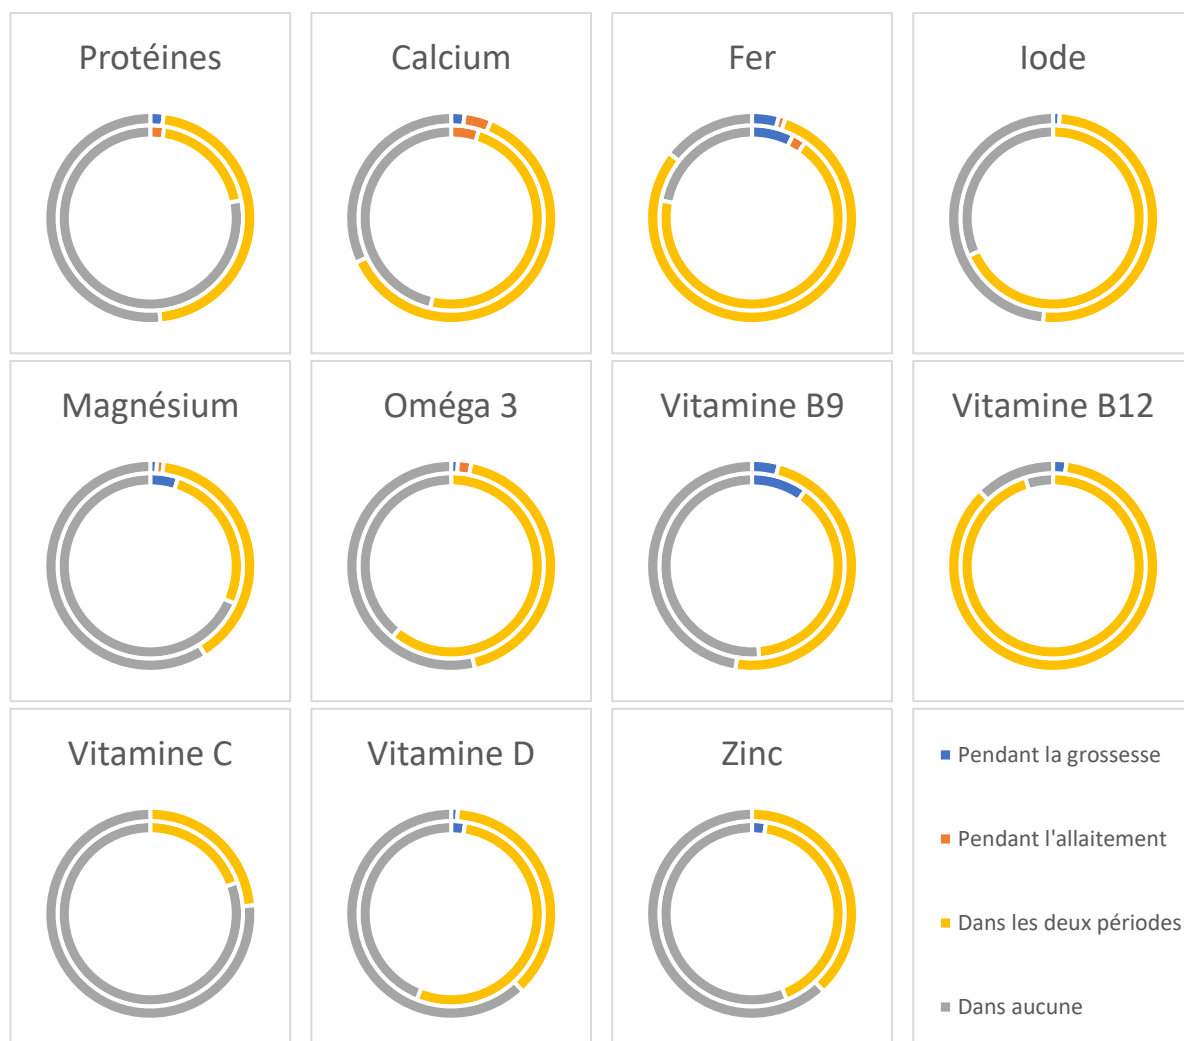 Protéines
Calcium
Fer
Iode
Magnésium
Oméga 3
Vitamine B9
Vitamine B12
Vitamine C
Vitamine D
Zinc
Pendant la grossesse
Pendant l'allaitement
Dans les deux périodes
Dans aucune